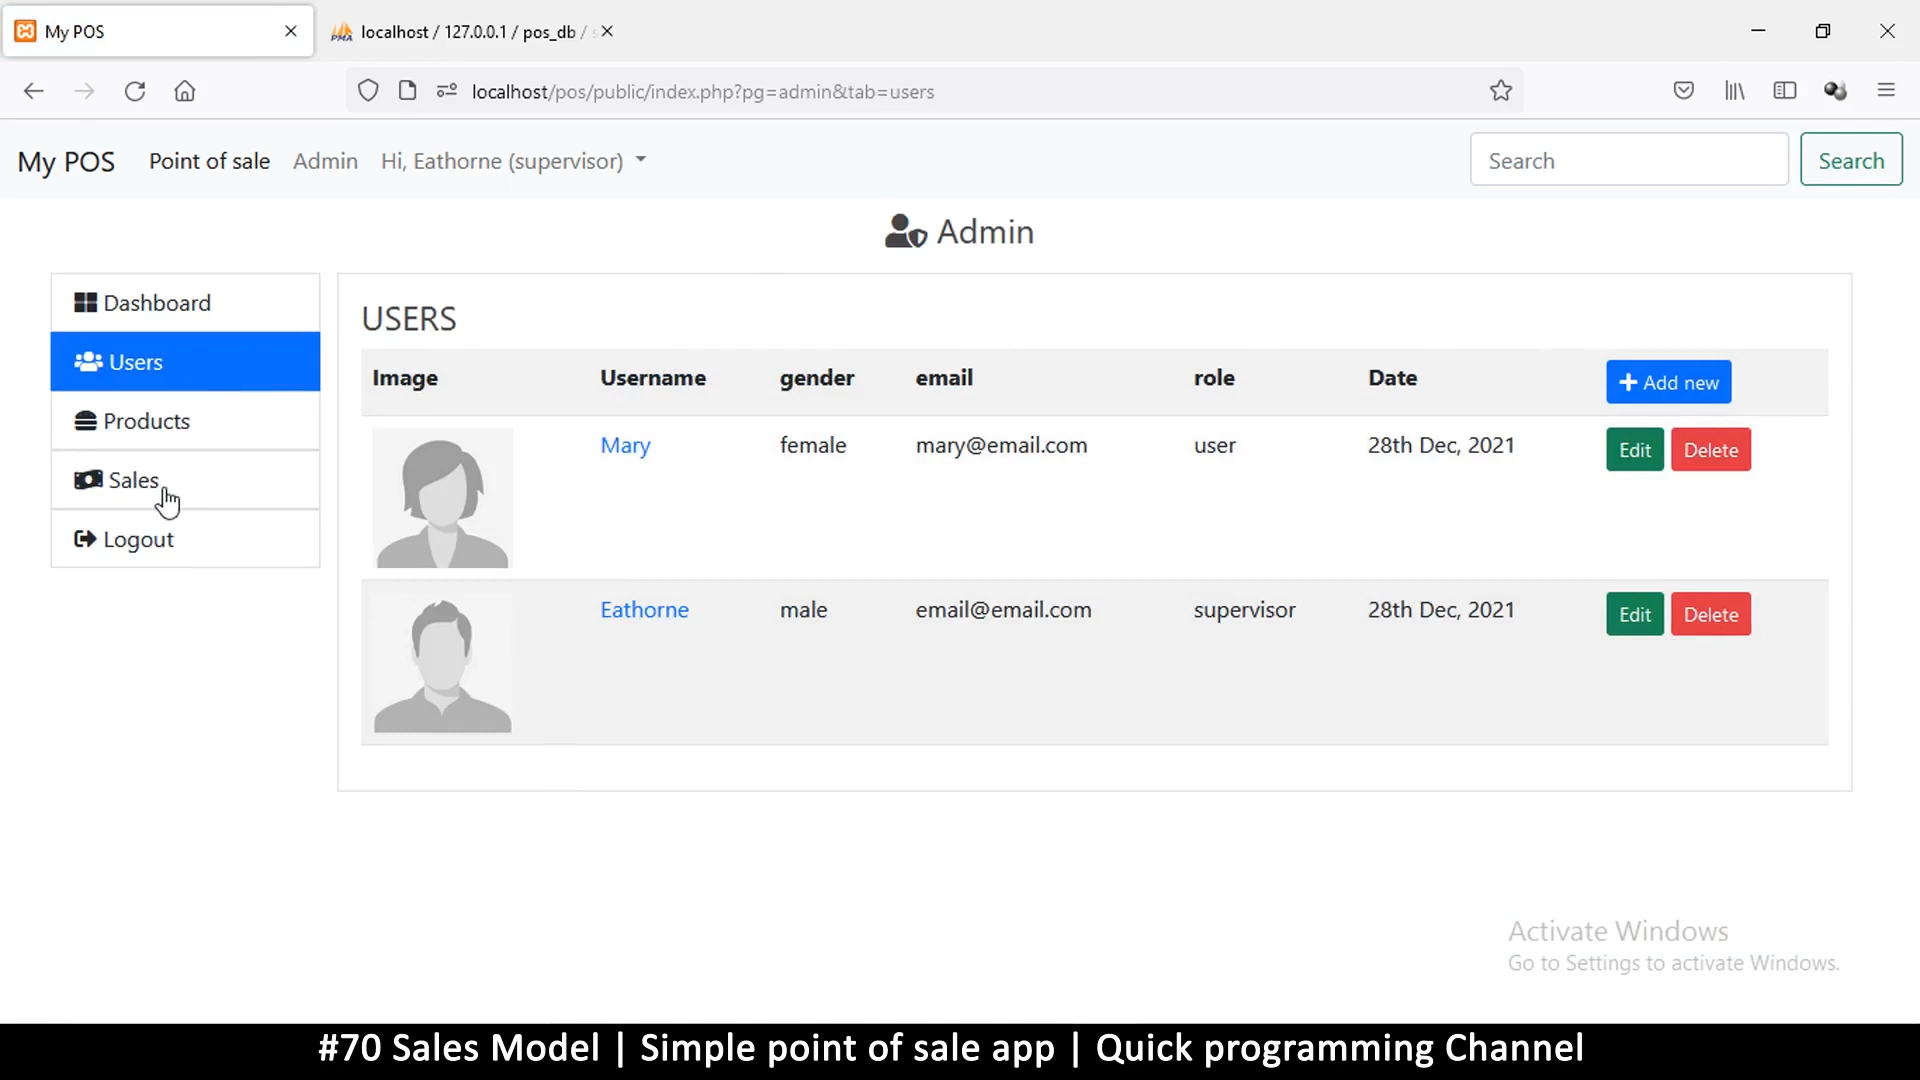 My POS
localhost / 127.0.0.1 / pos_db /
localhost/pos/public/index.php?pg=admin&tab=users
My POS Point of sale Admin Hi, Eathorne (supervisor) Search Search
Admin
Dashboard
Users
Products
Sales
Logout
USERS
Image Username gender email role Date Add new
Mary female mary@email.com user 28th Dec, 2021 Edit Delete
Eathorne male email@email.com supervisor 28th Dec, 2021 Edit Delete
Activate Windows
Go to Settings to activate Windows.
#70 Sales Model | Simple point of sale app | Quick programming Channel